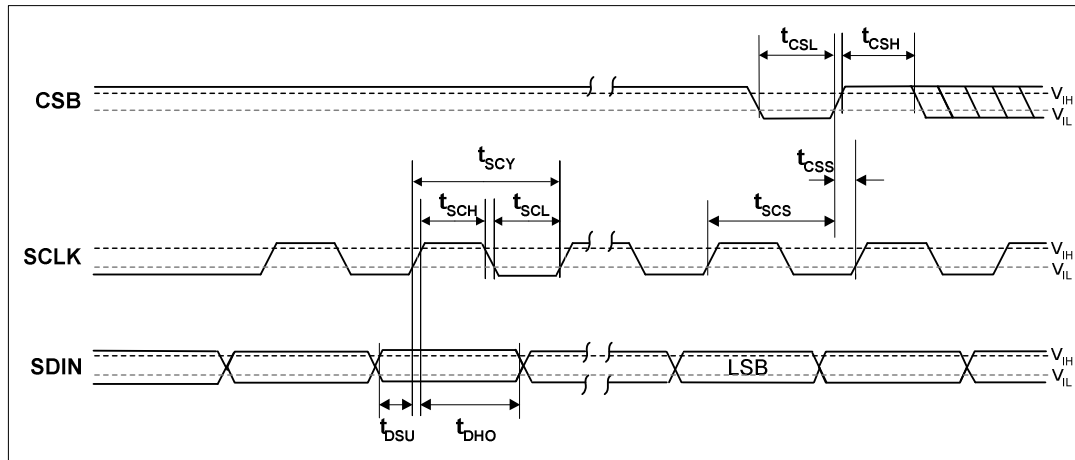 tCSL tCSH
CSB
VIH
VIL
tCSS
tSCY
tSCH tSCL tSCS
SCLK
VIH
VIL
SDIN LSB
VIH
VIL
tDSU tDHO